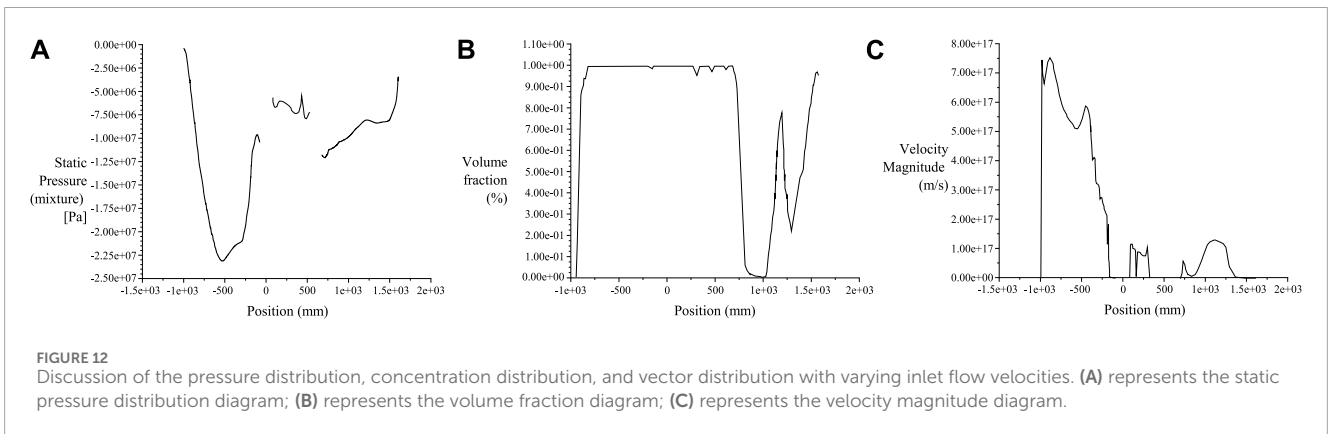 A
0.00e+00
-2.50e+06
-5.00e+06
-7.50e+06
-1.00e+07
-1.25e+07
-1.50e+07
-1.75e+07
-2.00e+07
-2.25e+07
-2.50e+07
Static
Pressure
(mixture)
[Pa]
-1.5e+03 -1e+03 -500 0 500 1e+03 1.5e+03 2e+03
Position (mm)
B
1.10e+00
1.00e+00
9.00e-01
8.00e-01
7.00e-01
6.00e-01
5.00e-01
4.00e-01
3.00e-01
2.00e-01
1.00e-01
0.00e+00
Volume
fraction
(%)
-1e+03 -500 0 500 1e+03 1.5e+03 2e+03
Position (mm)
C
8.00e+17
7.00e+17
6.00e+17
5.00e+17
4.00e+17
3.00e+17
2.00e+17
1.00e+17
0.00e+00
Velocity
Magnitude
(m/s)
-1.5e+03 -1e+03 -500 0 500 1e+03 1.5e+03 2e+03
Position (mm)
FIGURE 12
Discussion of the pressure distribution, concentration distribution, and vector distribution with varying inlet flow velocities. (A) represents the static
pressure distribution diagram; (B) represents the volume fraction diagram; (C) represents the velocity magnitude diagram.